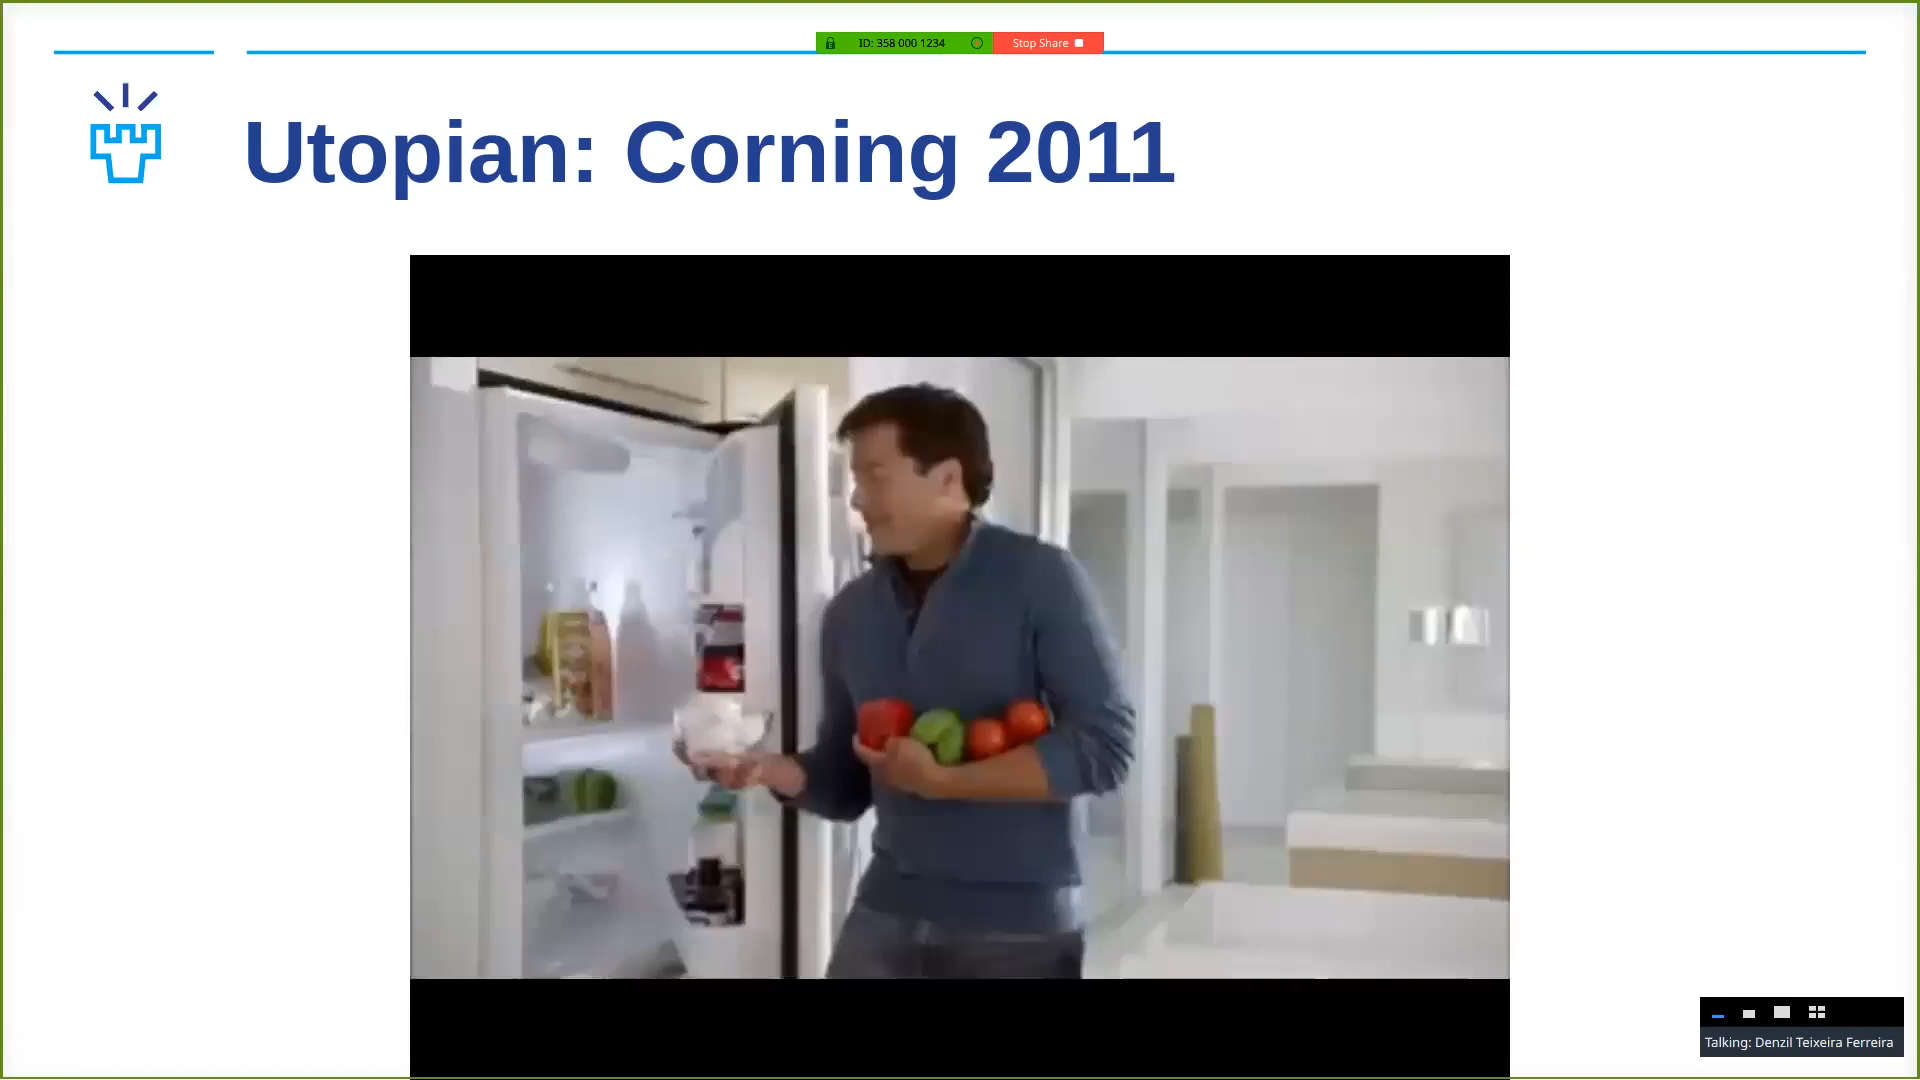 ID: 358 000 1234
Stop Share
Utopian: Corning 2011
Talking: Denzil Teixeira Ferreira